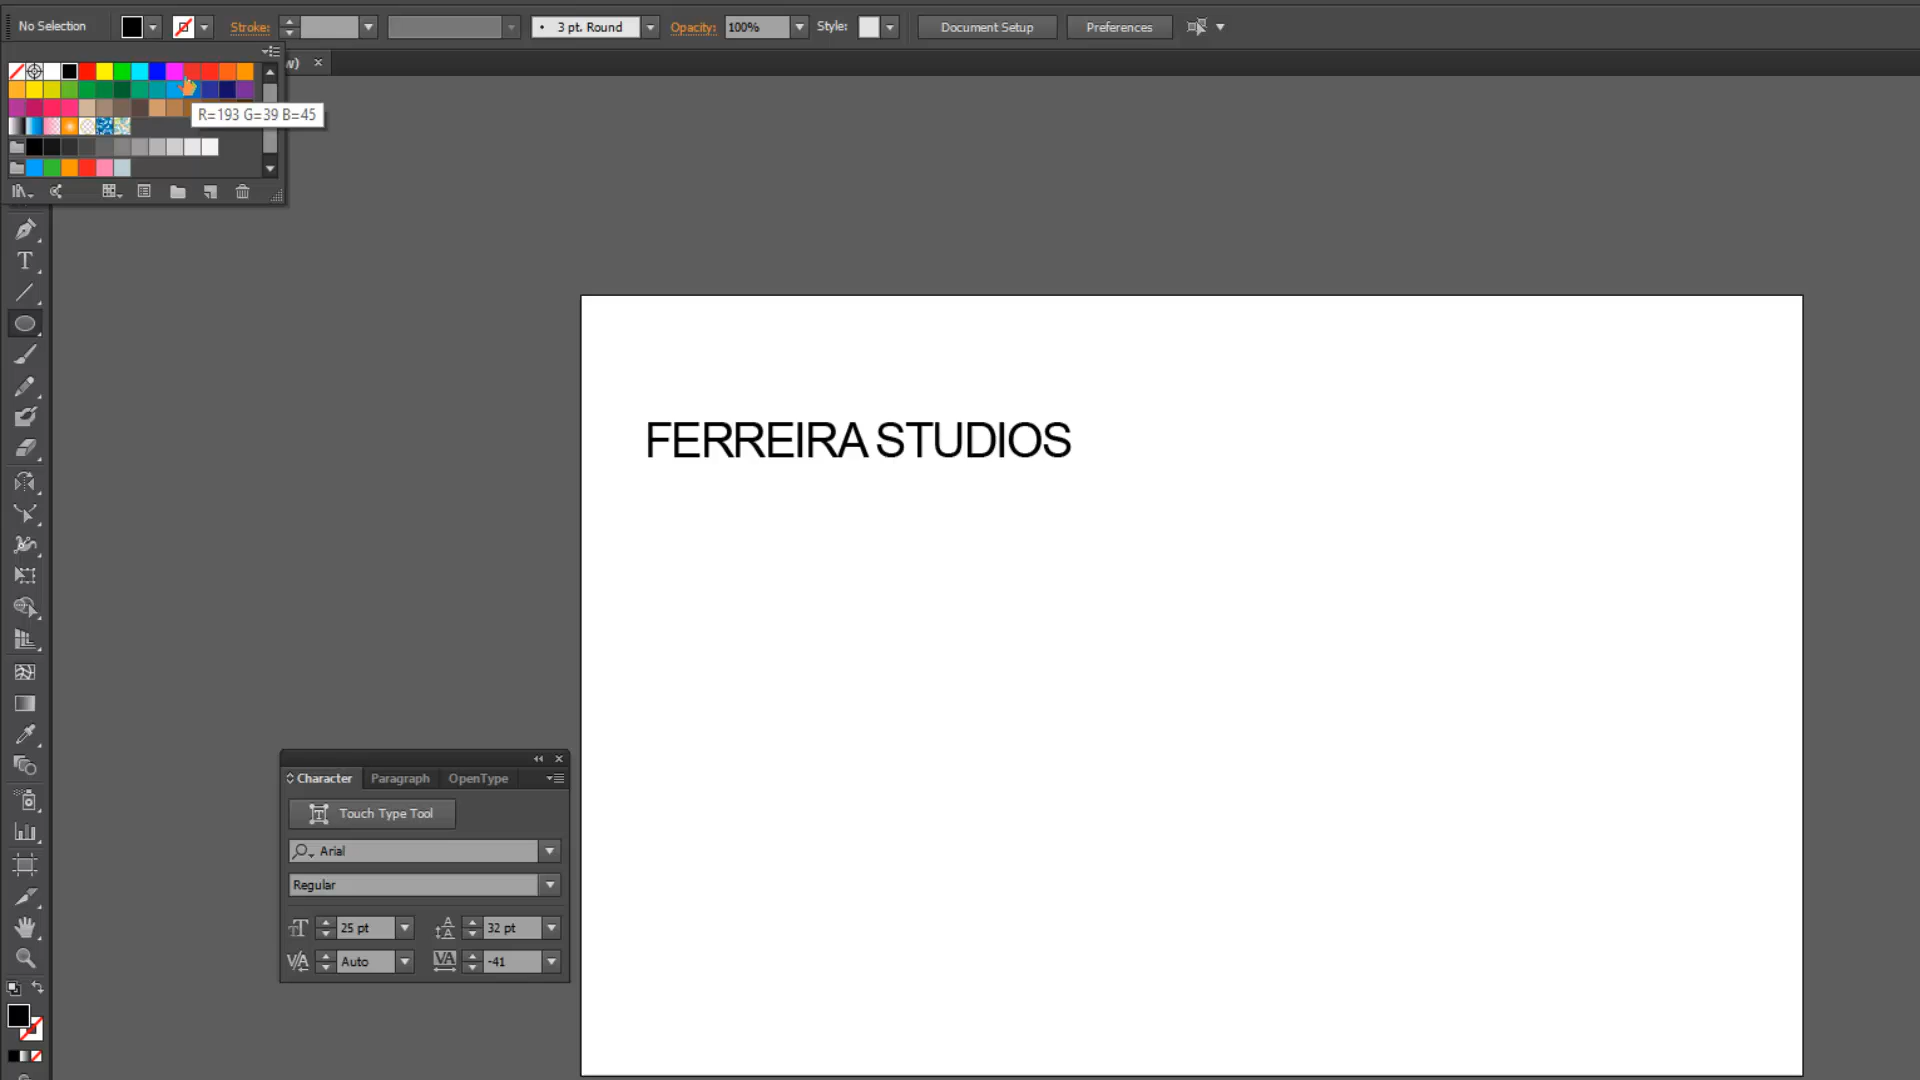 No Selection
Stroke:
3 pt. Round
Opacity:
100%
Style:
Document Setup
Preferences
w)
R=193 G=39 B=45
FERREIRA STUDIOS
Character
Paragraph
OpenType
Touch Type Tool
Arial
Regular
25 pt
32 pt
Auto
-41